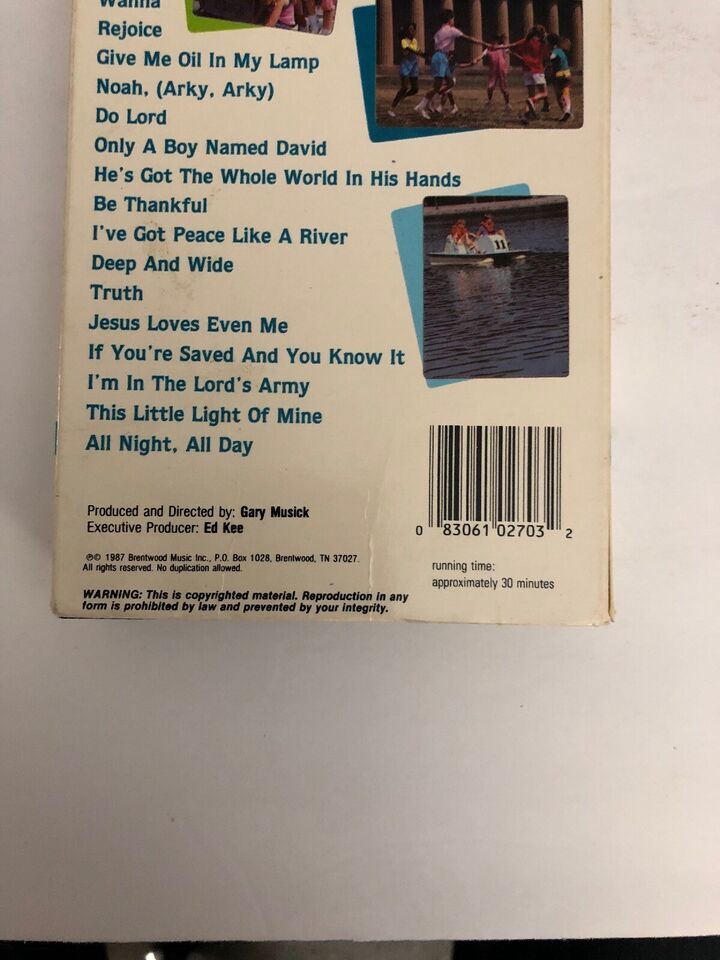 Wanna
Rejoice
Give Me Oil In My Lamp
Noah, (Arky, Arky)
Do Lord
Only A Boy Named David
He's Got The Whole World In His Hands
Be Thankful
I've Got Peace Like A River
Deep And Wide
Truth
Jesus Loves Even Me
If You're Saved And You Know It
I'm In The Lord's Army
This Little Light Of Mine
All Night, All Day
11
Produced and Directed by: Gary Musick
Executive Producer: Ed Kee
℗© 1987 Brentwood Music Inc., P.O. Box 1028, Brentwood, TN 37027.
All rights reserved. No duplication allowed.
WARNING: This is copyrighted material. Reproduction in any
form is prohibited by law and prevented by your integrity.
0 83061 02703 2
running time:
approximately 30 minutes